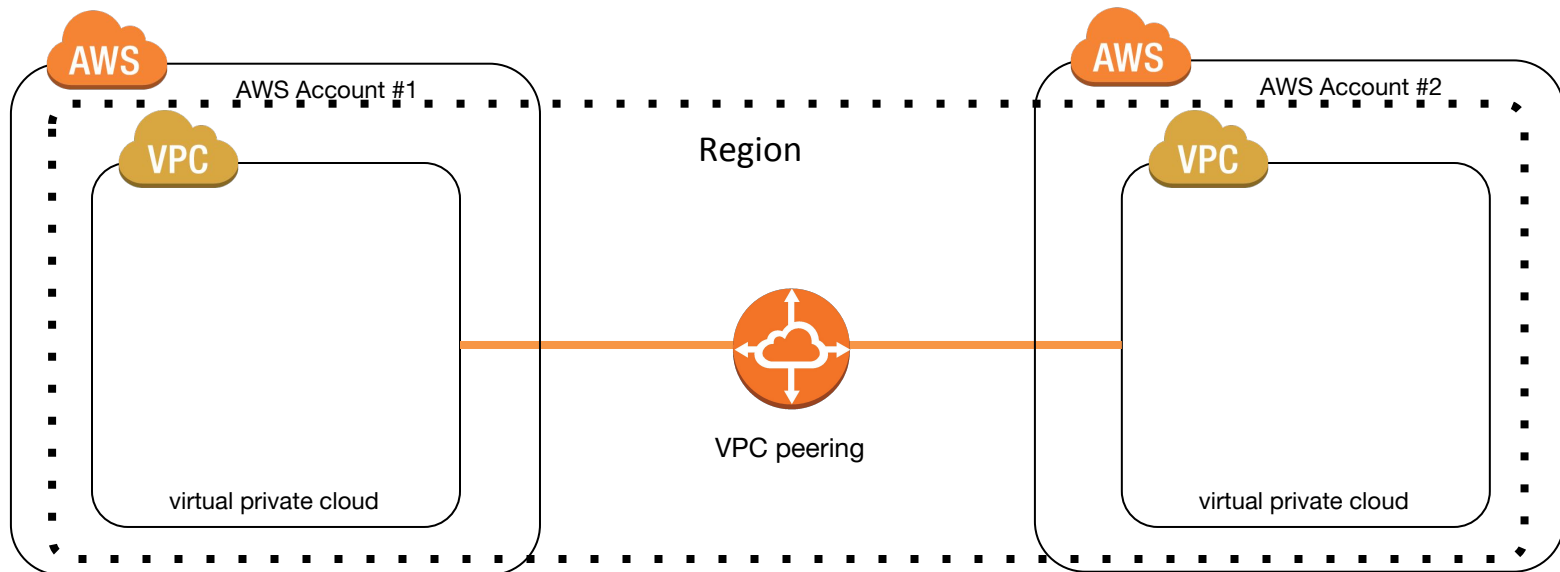 AWS
AWS Account #1
AWS
AWS Account #2
VPC
Region
VPC
VPC peering
virtual private cloud
virtual private cloud